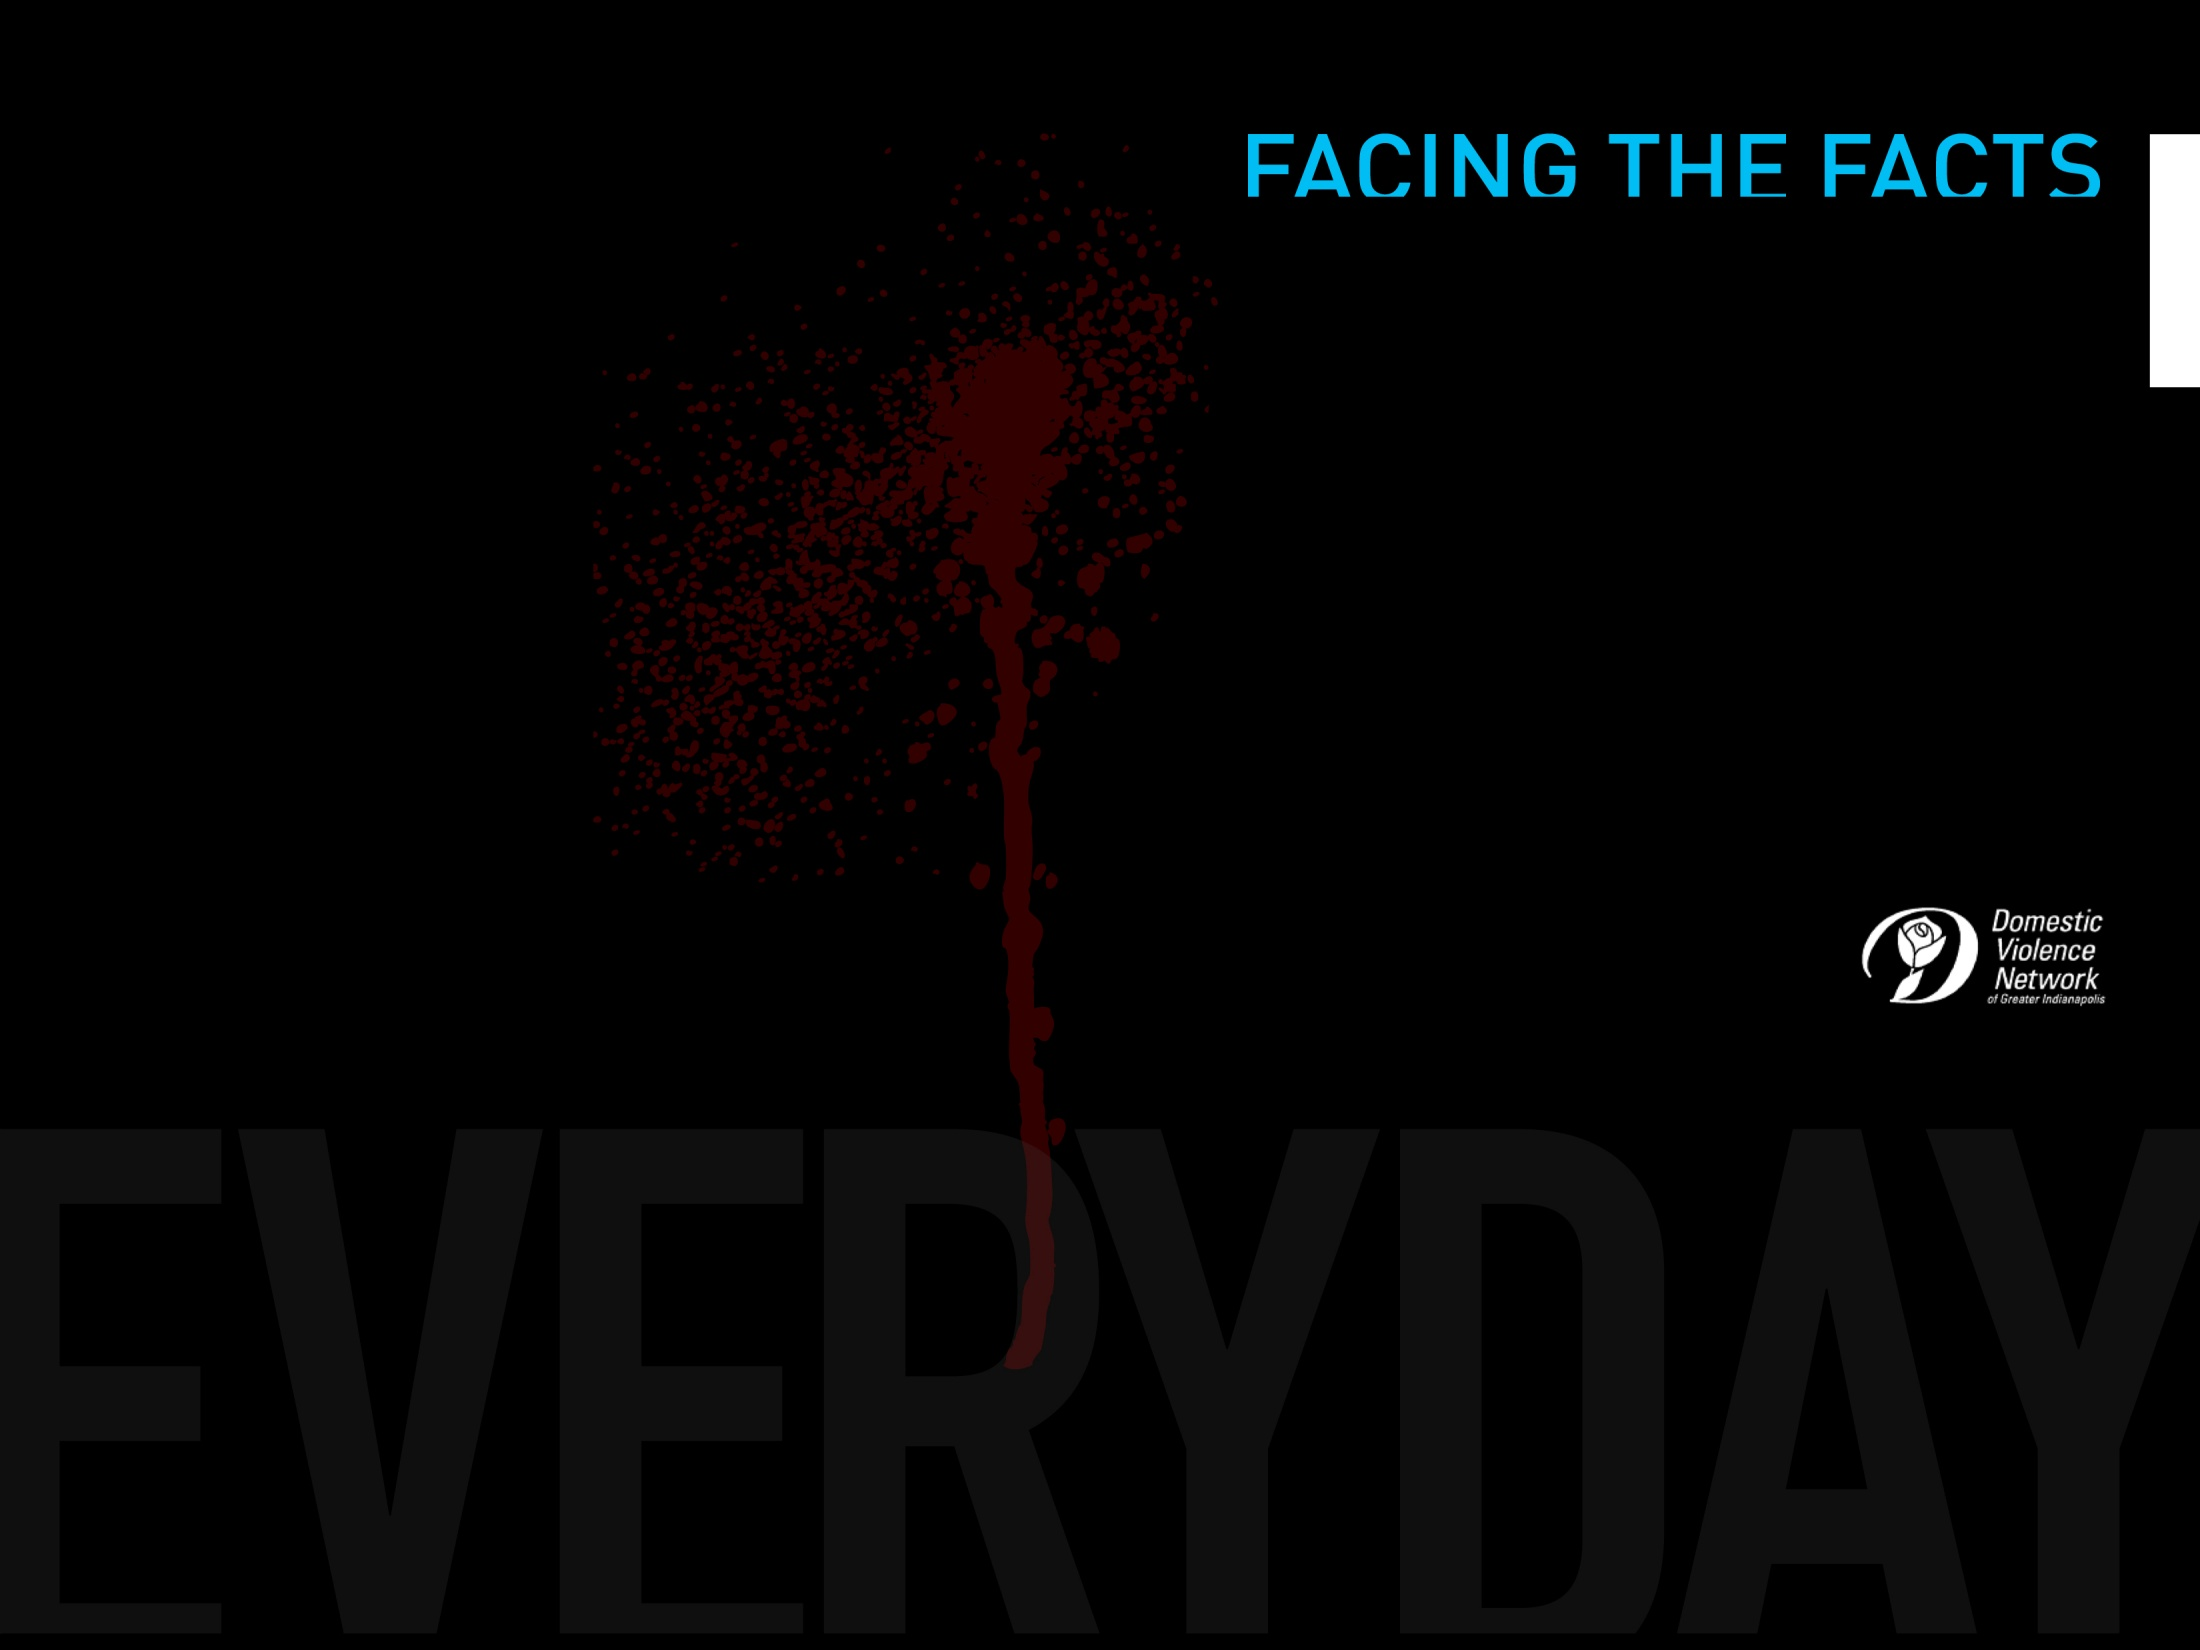 FACING THE FACTS
Domestic
Violence
Network
of Greater Indianapolis
EVERYDAY